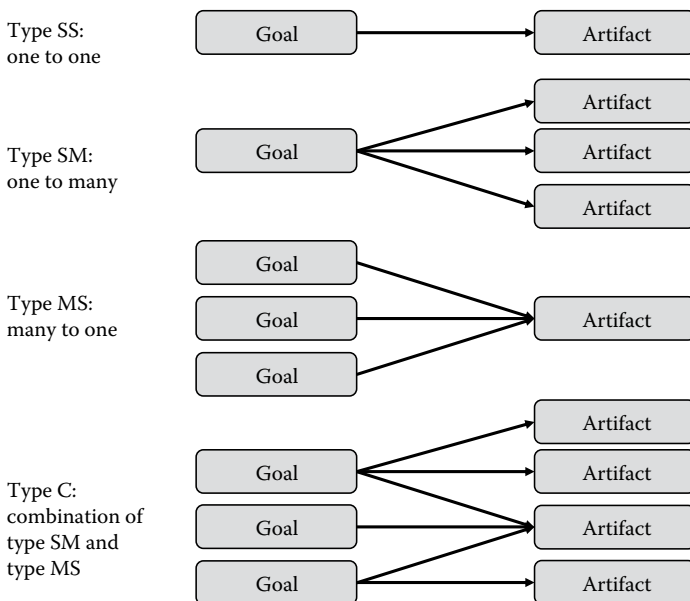 Type SS:
one to one
Goal
Artifact
Type SM:
one to many
Goal
Artifact
Artifact
Artifact
Type MS:
many to one
Goal
Goal
Goal
Artifact
Type C:
combination of
type SM and
type MS
Goal
Goal
Goal
Artifact
Artifact
Artifact
Artifact